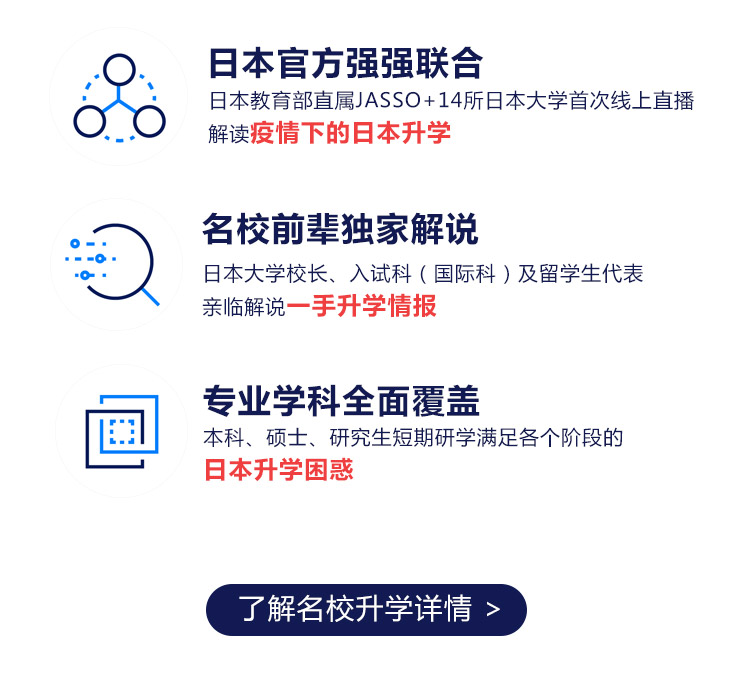 日本官方强强联合
日本教育部直属JASSO+14所日本大学首次线上直播
解读疫情下的日本升学
名校前辈独家解说
日本大学校长、入试科（国际科）及留学生代表
亲临解说一手升学情报
专业学科全面覆盖
本科、硕士、研究生短期研学满足各个阶段的
日本升学困惑
了解名校升学详情 >